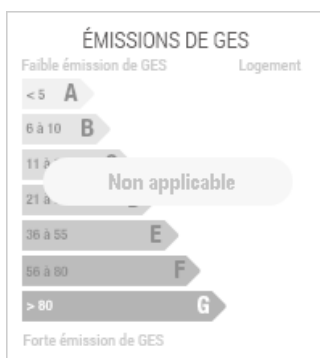 ÉMISSIONS DE GES
Faible émission de GES Logement
< 5 A
6 à 10 B
11 à
Non applicable
21 à
36 à 55 E
56 à 80 F
> 80 G
Forte émission de GES